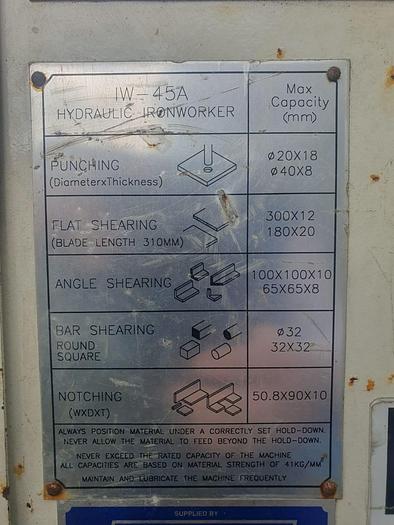 IW-45A
HYDRAULIC IRONWORKER
Max
Capacity
(mm)
PUNCHING
(DiameterxThickness)
ø20X18
ø40X8
FLAT SHEARING
(BLADE LENGTH 310MM)
300X12
180X20
ANGLE SHEARING
100X100X10
65X65X8
BAR SHEARING
ROUND
SQUARE
ø32
32X32
NOTCHING
(WXDXT)
50.8X90X10
ALWAYS POSITION MATERIAL UNDER A CORRECTLY SET HOLD-DOWN.
NEVER ALLOW THE MATERIAL TO FEED BEYOND THE HOLD-DOWN.
NEVER EXCEED THE RATED CAPACITY OF THE MACHINE
ALL CAPACITIES ARE BASED ON MATERIAL STRENGTH OF 41KG/MM²
MAINTAIN AND LUBRICATE THE MACHINE FREQUENTLY
SUPPLIED BY